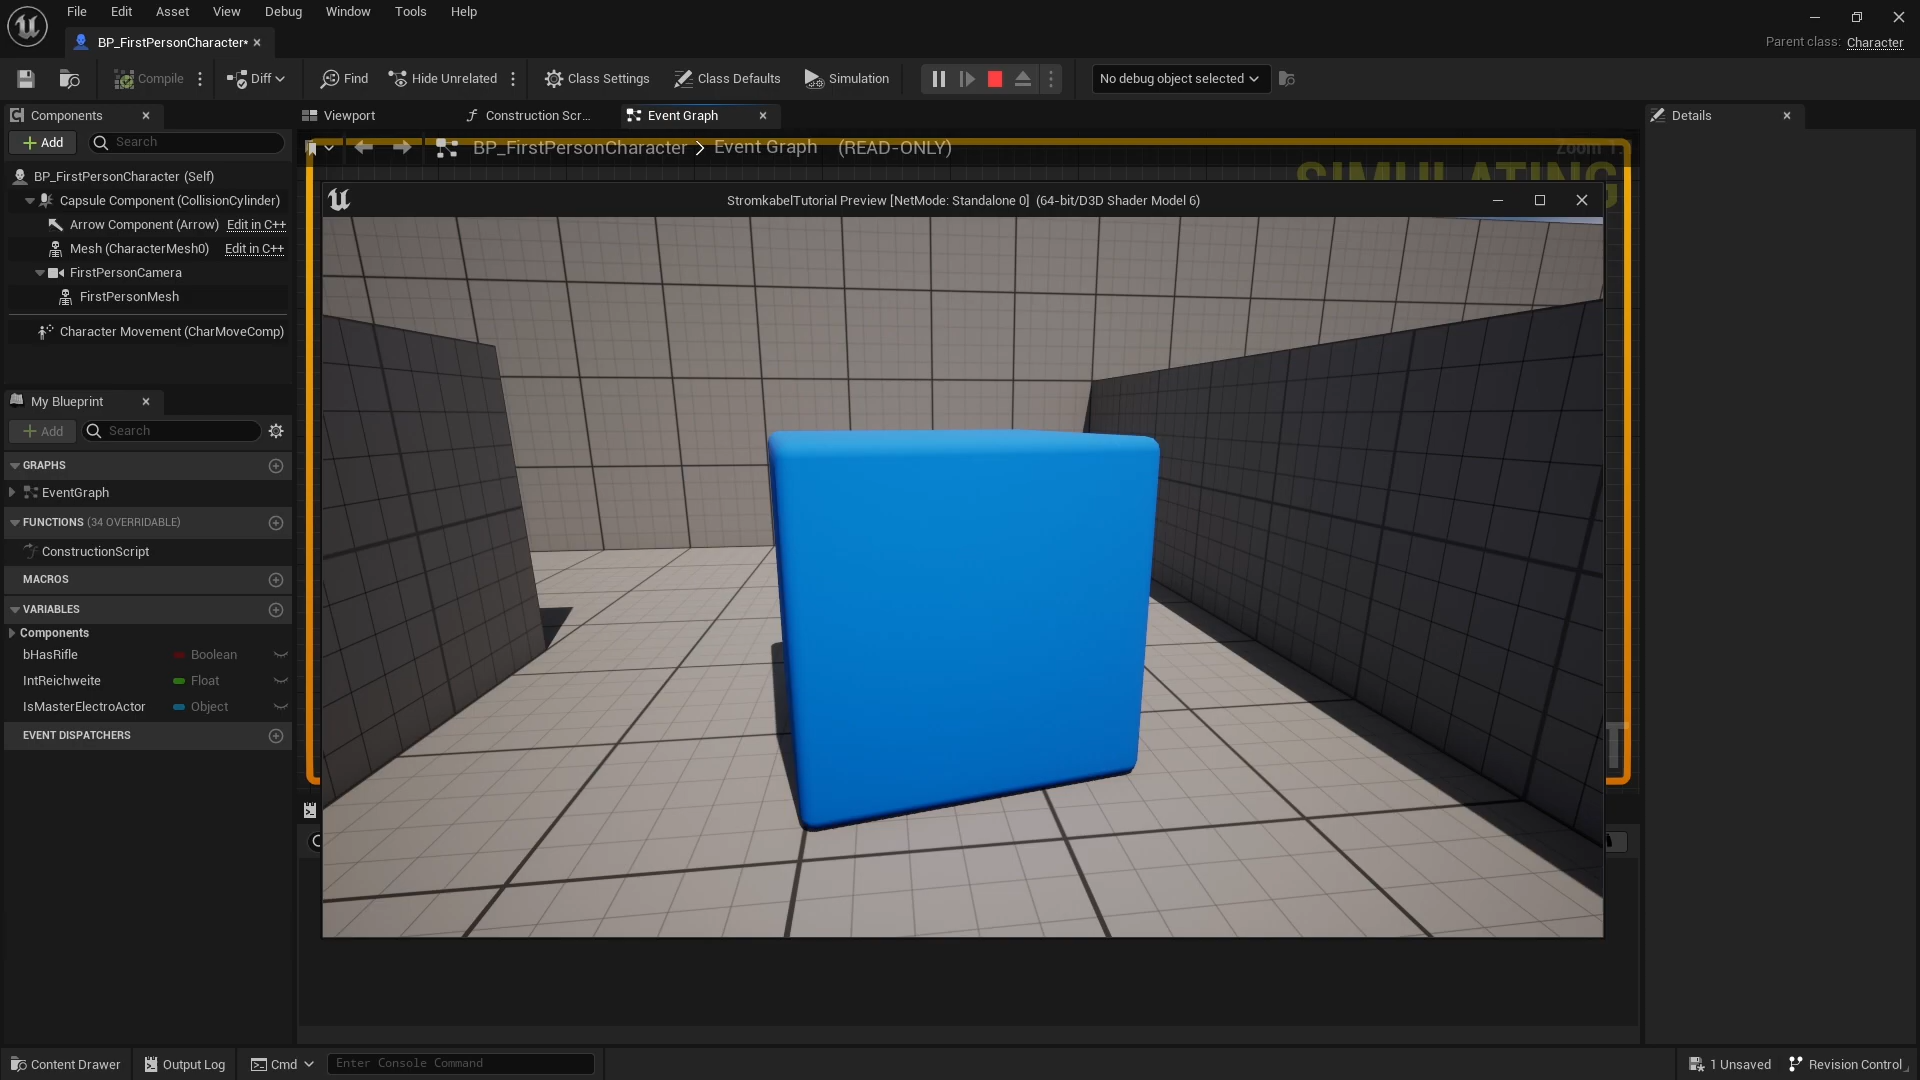 File Edit Asset View Debug Window Tools Help
BP_FirstPersonCharacter*
Parent class: Character
Compile Diff Find Hide Unrelated Class Settings Class Defaults Simulation No debug object selected
Components
Viewport Construction Scr... Event Graph
Details
Add Search
BP_FirstPersonCharacter > Event Graph (READ-ONLY)
SIMULATING
BP_FirstPersonCharacter (Self)
Capsule Component (CollisionCylinder)
Arrow Component (Arrow) Edit in C++
Mesh (CharacterMesh0) Edit in C++
FirstPersonCamera
FirstPersonMesh
Character Movement (CharMoveComp)
StromkabelTutorial Preview [NetMode: Standalone 0] (64-bit/D3D Shader Model 6)
My Blueprint
Add Search
GRAPHS
EventGraph
FUNCTIONS (34 OVERRIDABLE)
ConstructionScript
MACROS
VARIABLES
Components
bHasRifle Boolean
IntReichweite Float
IsMasterElectroActor Object
EVENT DISPATCHERS
Content Drawer Output Log Cmd Enter Console Command
1 Unsaved Revision Control